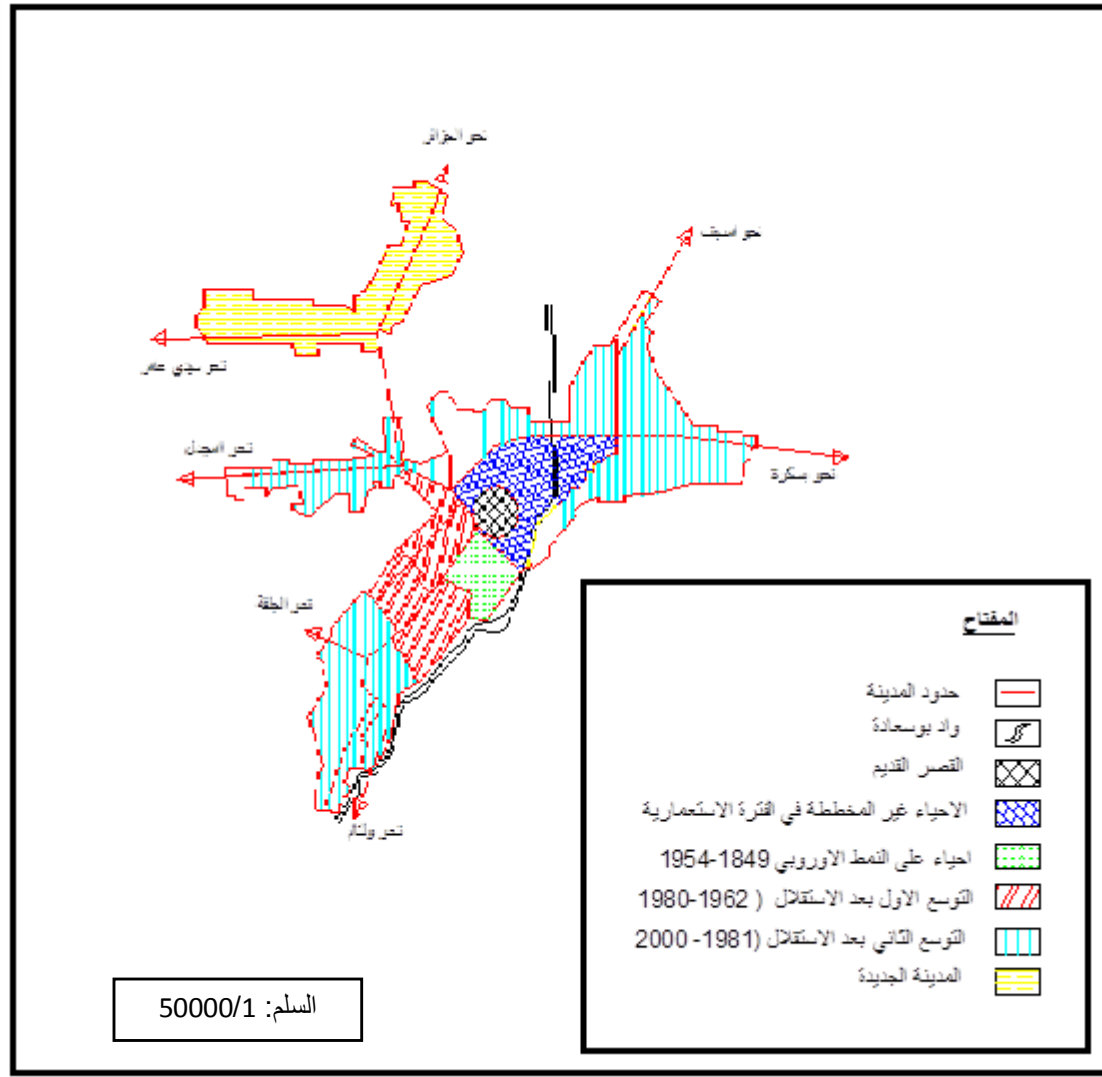 نحو الجزائر
نحو اسيف
نحو سيدي عامر
نحو امجدل
نحو بسكرة
نحو الجلفة
نحو ولتام
المفتاح
حدود المدينة
واد بوسعادة
القصر القديم
الاحياء غير المخططة في الفترة الاستعمارية
احياء على النمط الاوروبي 1849-1954
التوسع الاول بعد الاستقلال ( 1962-1980
التوسع الثاني بعد الاستقلال (1981- 2000
المدينة الجديدة
السلم: 50000/1